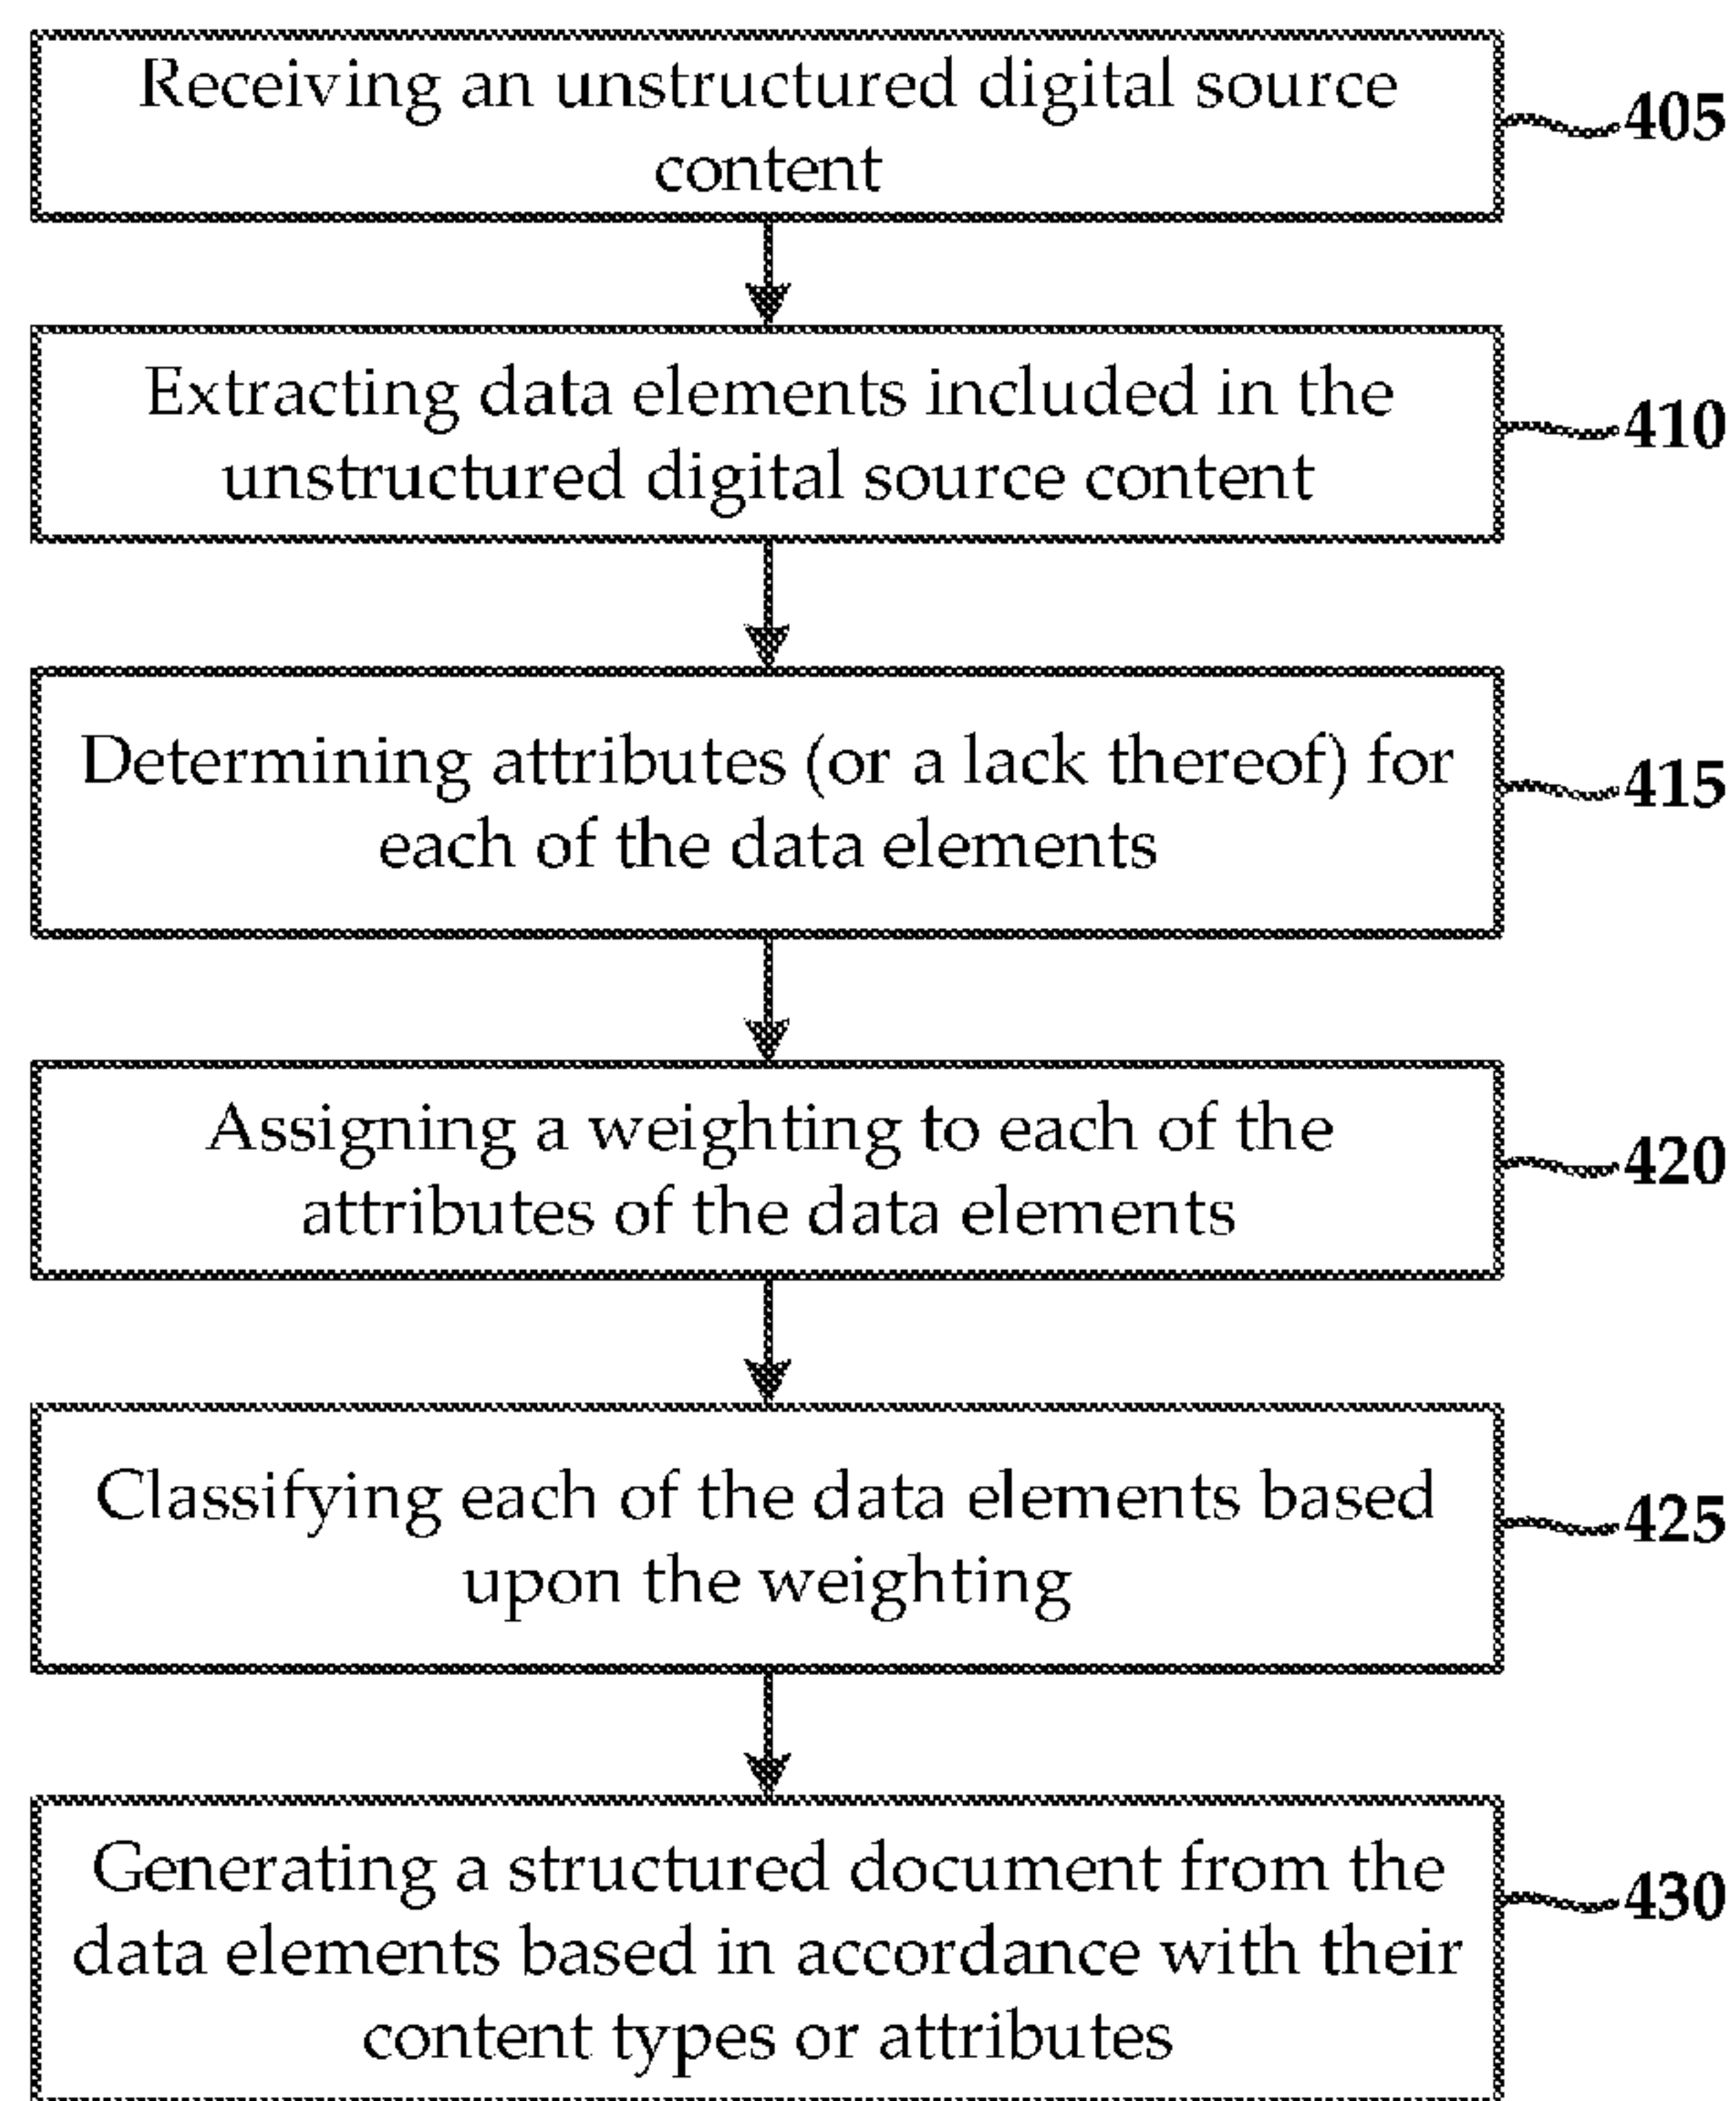 Receiving an unstructured digital source
content
405
Extracting data elements included in the
unstructured digital source content
410
Determining attributes (or a lack thereof) for
each of the data elements
415
Assigning a weighting to each of the
attributes of the data elements
420
Classifying each of the data elements based
upon the weighting
425
Generating a structured document from the
data elements based in accordance with their
content types or attributes
430